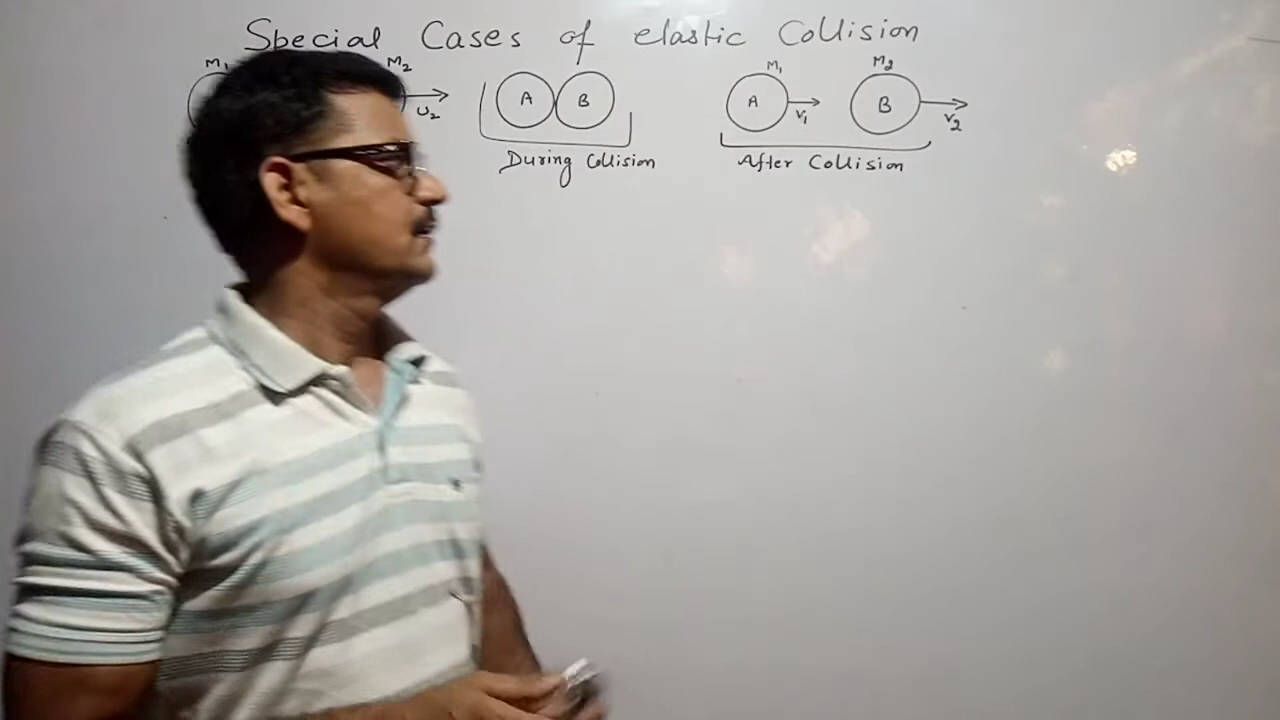 Special Cases of elastic Collision
M₁ M₂ M₁ M₂
A B A B
U₂ V₁ V₂
During Collision After Collision